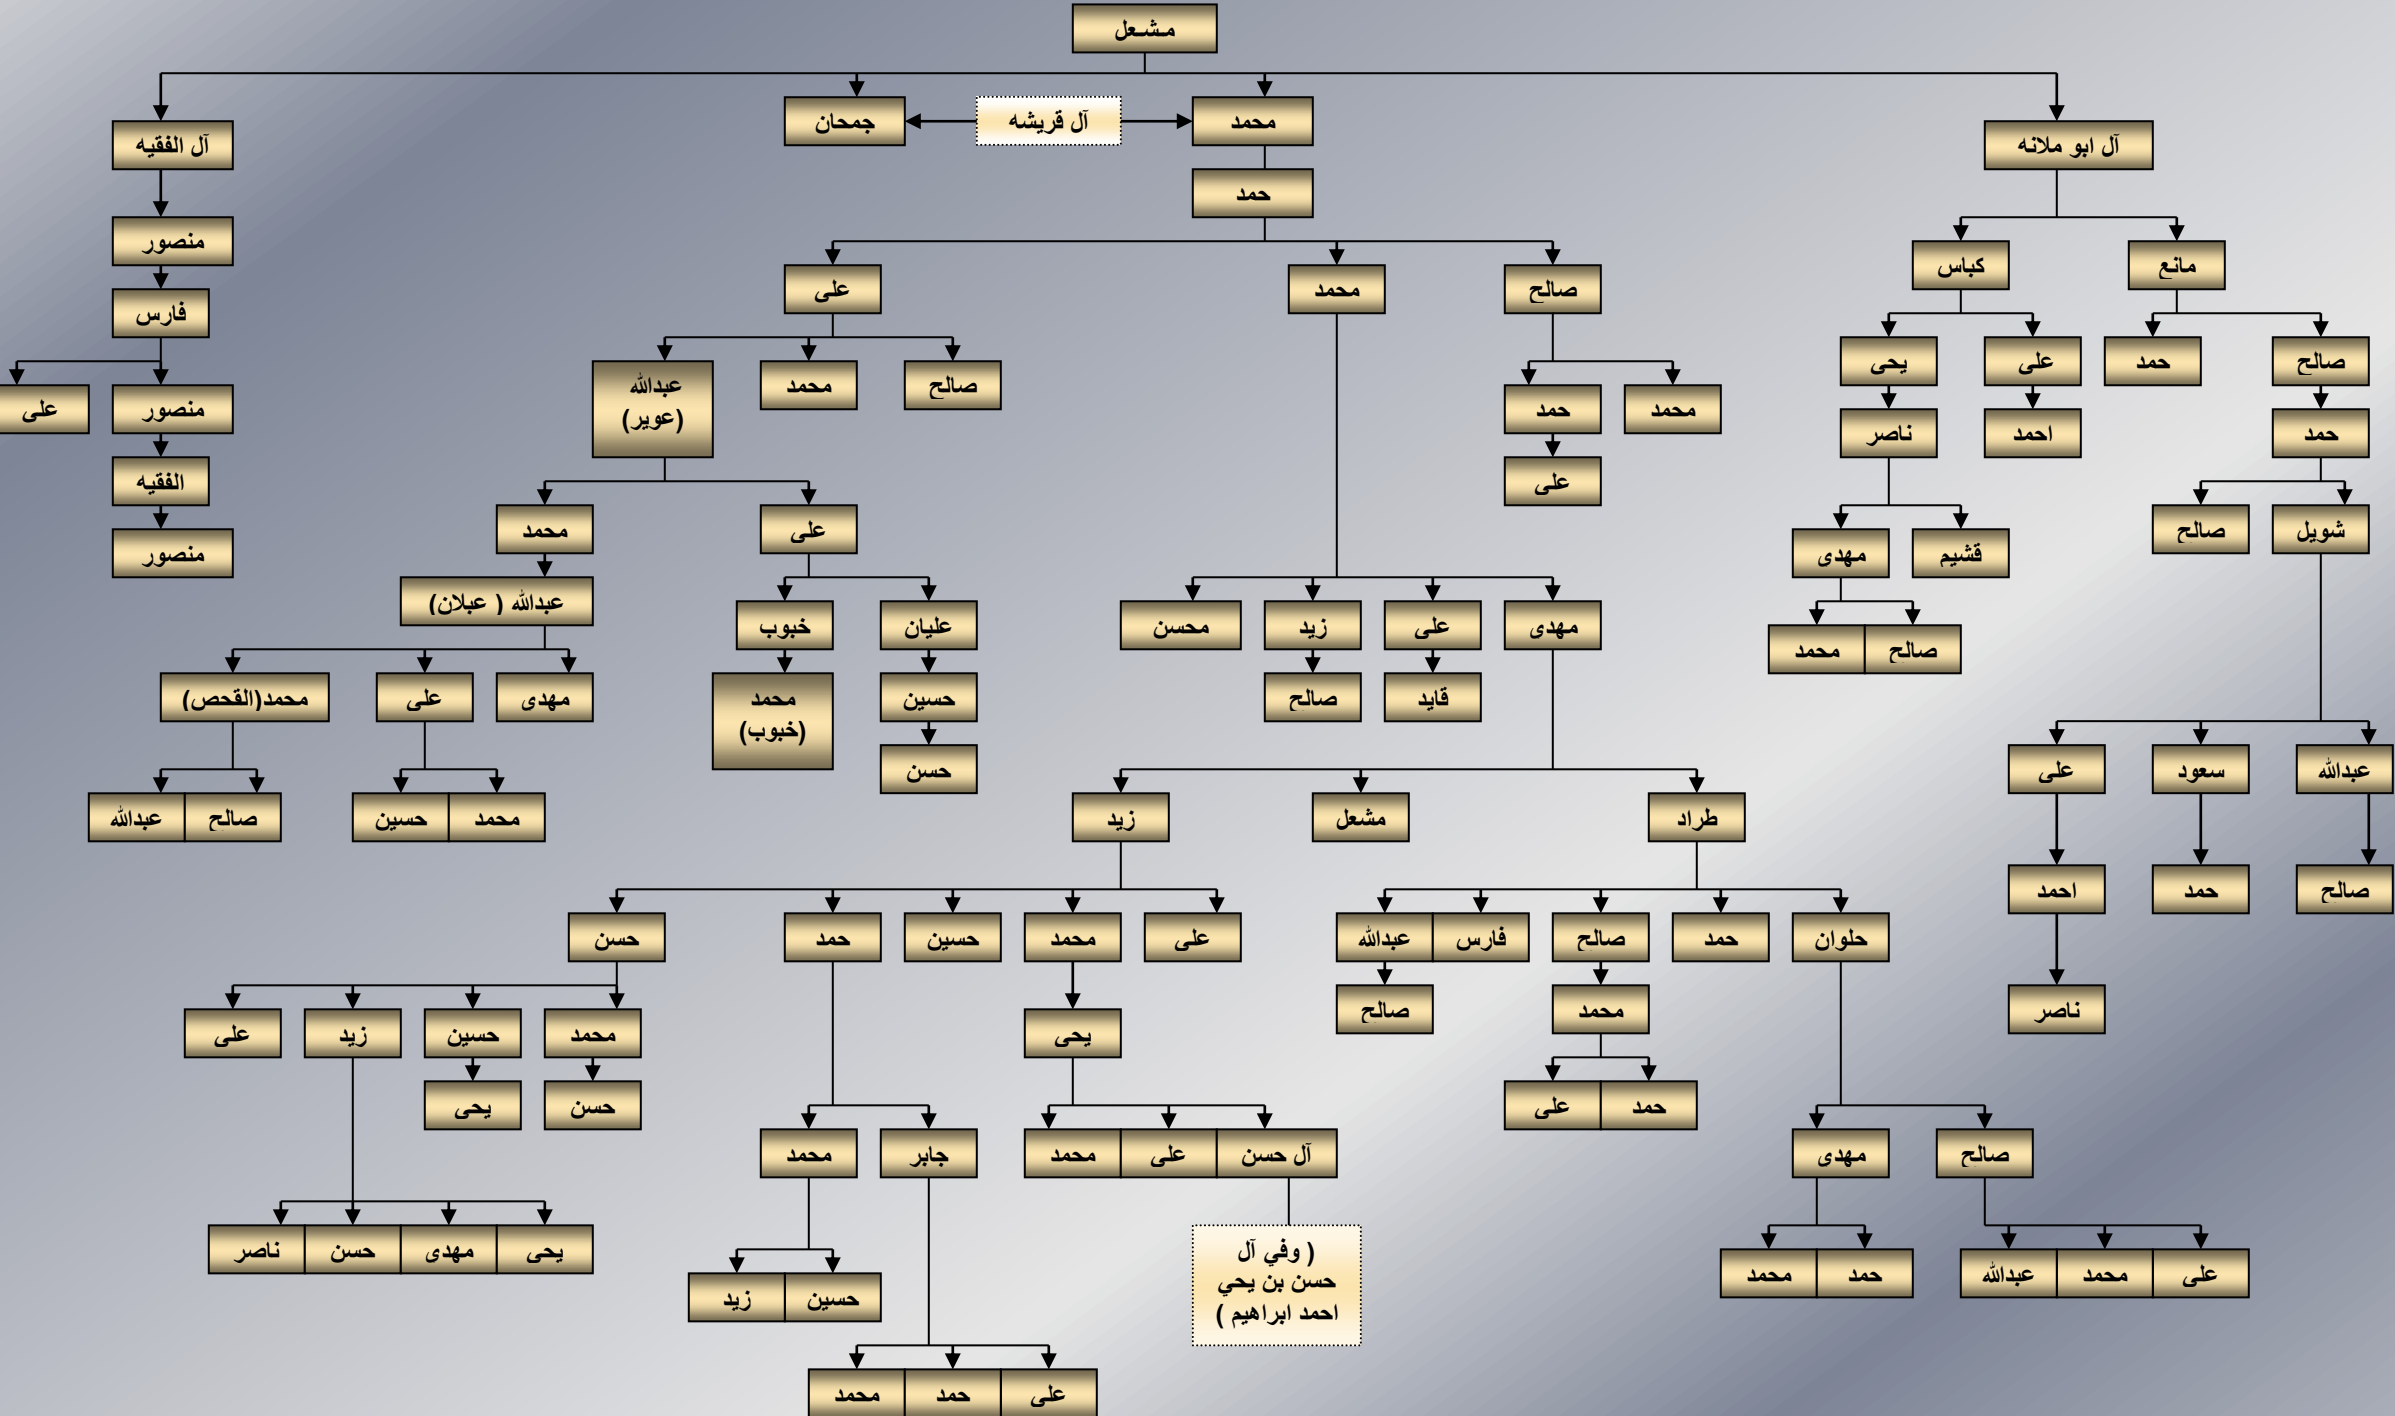 مشعل
محمد
آل قريشه
جمحان
آل ابو ملانه
آل الفقيه
حمد
مانع
كباس
منصور
صالح
محمد
على
فارس
صالح
حمد
على
يحى
صالح
محمد
عبدالله
(عوير)
محمد
حمد
منصور
على
حمد
احمد
ناصر
على
الفقيه
شويل
صالح
على
محمد
قشيم
مهدى
منصور
عبدالله ( عبلان)
مهدى
على
زيد
محسن
عليان
خبوب
صالح
محمد
قايد
صالح
حسين
محمد
(خبوب)
مهدى
على
محمد(القحص)
عبدالله
سعود
على
حسن
طراد
مشعل
زيد
محمد
حسين
صالح
عبدالله
صالح
حمد
احمد
حلوان
حمد
صالح
فارس
عبدالله
على
محمد
حسين
حمد
حسن
ناصر
محمد
صالح
يحى
محمد
حسين
زيد
على
حمد
على
حسن
يحى
صالح
مهدى
آل حسن
على
محمد
جابر
محمد
على
محمد
عبدالله
حمد
محمد
( وفي آل
حسن بن يحي
احمد ابراهيم )
يحى
مهدى
حسن
ناصر
حسين
زيد
على
حمد
محمد